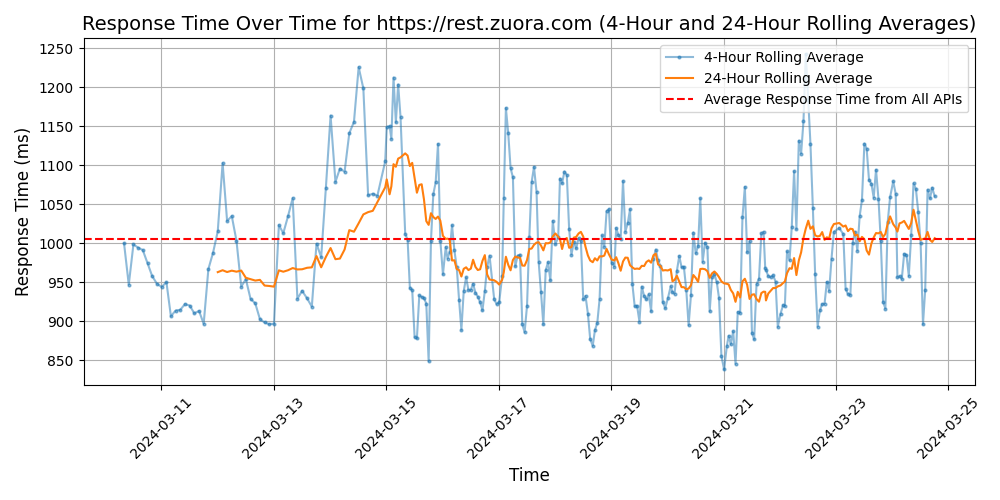 Response Time Over Time for https://rest.zuora.com (4-Hour and 24-Hour Rolling Averages)
4-Hour Rolling Average
24-Hour Rolling Average
Average Response Time from All APIs
Response Time (ms)
1250
1200
1150
1100
1050
1000
950
900
850
2024-03-11
2024-03-13
2024-03-15
2024-03-17
2024-03-19
2024-03-21
2024-03-23
2024-03-25
Time